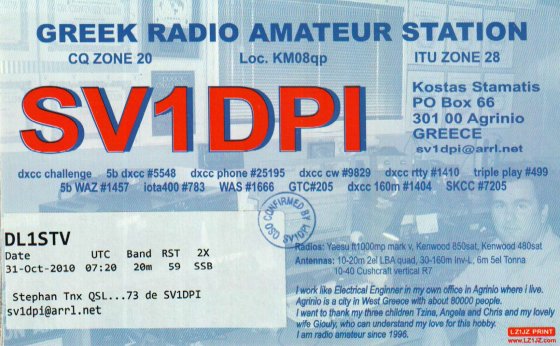 GREEK RADIO AMATEUR STATION
CQ ZONE 20 Loc. KM08qp ITU ZONE 28
SV1DPI
Kostas Stamatis
PO Box 66
301 00 Agrinio
GREECE
sv1dpi@arrl.net
dxcc challenge 5b dxcc #5548 dxcc phone #25195 dxcc cw #9829 dxcc rtty #1410 triple play #499
5b WAZ #1457 iota400 #783 WAS #1666 GTC#205 dxcc 160m #1404 SKCC #7205
CONFIRMED BY
QSO SV1DPI
DL1STV
Date UTC Band RST 2X
31-Oct-2010 07:20 20m 59 SSB
Stephan Tnx QSL...73 de SV1DPI
sv1dpi@arrl.net
Radios: Yaesu ft1000mp mark v, Kenwood 850sat, Kenwood 480sat
Antennas: 10-20m 2el LBA quad, 30-160m inv-L, 6m 5el Tonna
10-40 Cushcraft vertical R7
I work like Electrical Enginner in my own office in Agrinio where i live.
Agrinio is a city in West Greece with about 80000 people.
I want to thank my three children Tzina, Angela and Chris and my lovely
wife Giouly, who can understand my love for this hobby.
I am radio amateur since 1996.
LZ1JZ PRINT
www.LZ1JZ.com